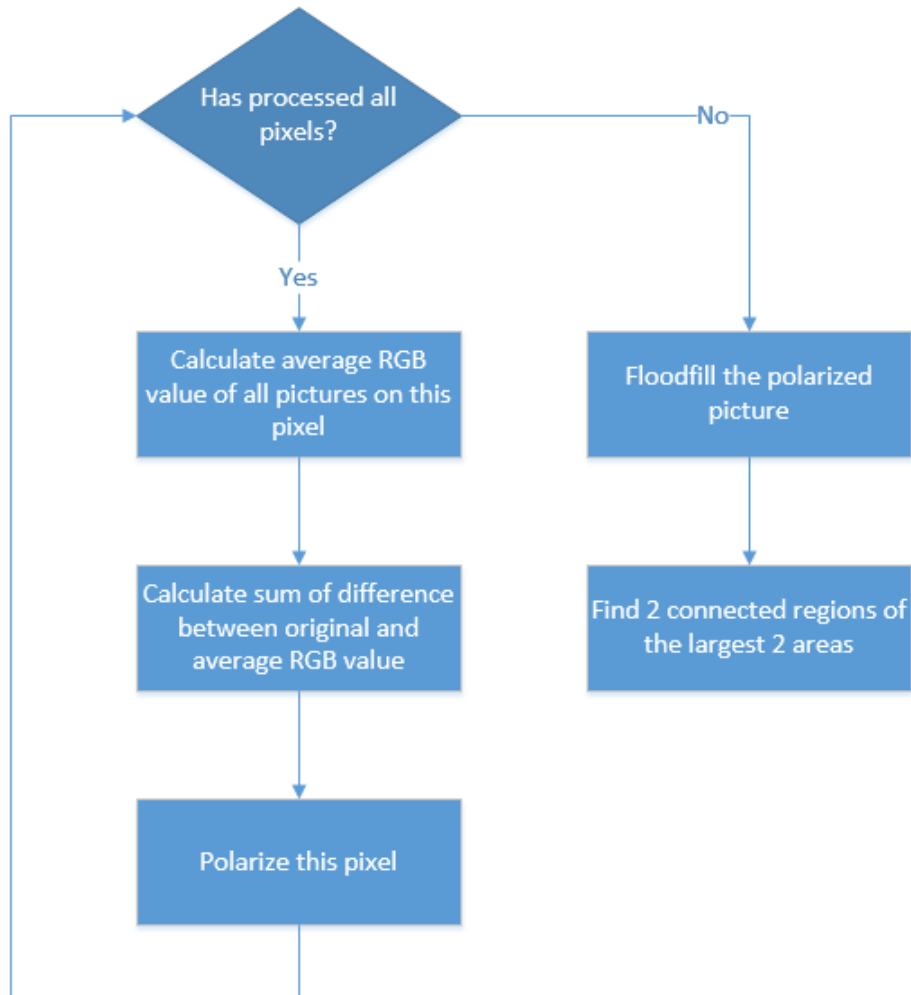 Has processed all
pixels?
No
Yes
Calculate average RGB
value of all pictures on this
pixel
Floodfill the polarized
picture
Calculate sum of difference
between original and
average RGB value
Find 2 connected regions of
the largest 2 areas
Polarize this pixel